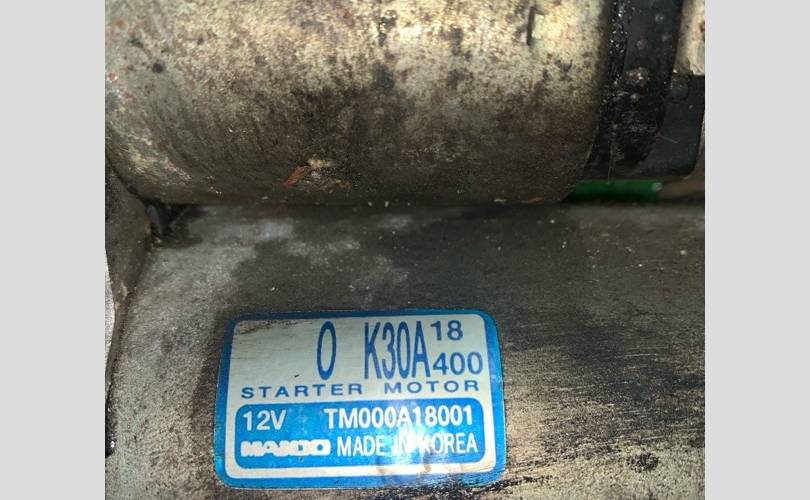 0 K30A 18 400
STARTER MOTOR
12V TM000A18001
MANDO MADE IN KOREA